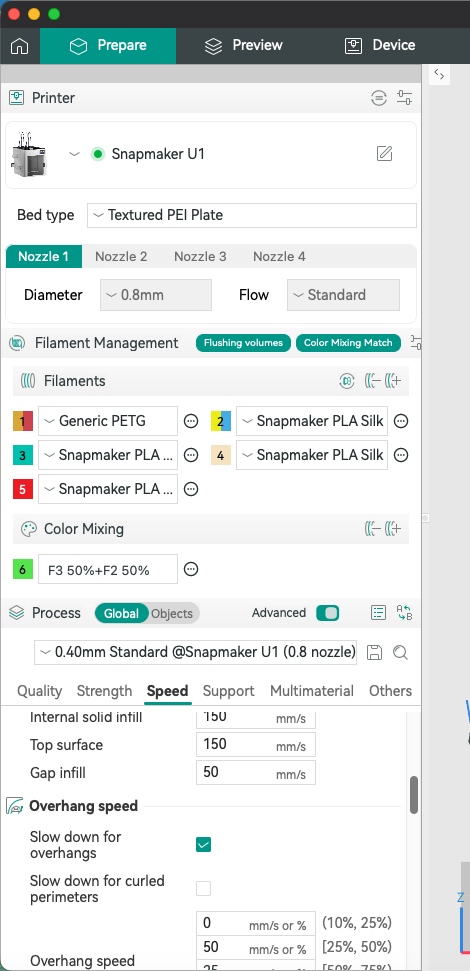 Prepare
Preview
Device
Printer
Snapmaker U1
Bed type
Textured PEI Plate
Nozzle 1
Nozzle 2
Nozzle 3
Nozzle 4
Diameter
0.8mm
Flow
Standard
Filament Management
Flushing volumes
Color Mixing Match
Filaments
1
Generic PETG
2
Snapmaker PLA Silk
3
Snapmaker PLA ...
4
Snapmaker PLA Silk
5
Snapmaker PLA ...
Color Mixing
6
F3 50%+F2 50%
Process
Global
Objects
Advanced
0.40mm Standard @Snapmaker U1 (0.8 nozzle)
Quality
Strength
Speed
Support
Multimaterial
Others
Internal solid infill
150
mm/s
Top surface
150
mm/s
Gap infill
50
mm/s
Overhang speed
Slow down for
overhangs
Slow down for curled
perimeters
0
mm/s or %
(10%, 25%)
50
mm/s or %
[25%, 50%)
Overhang speed
25
mm/s or %
[50%, 75%)
Z